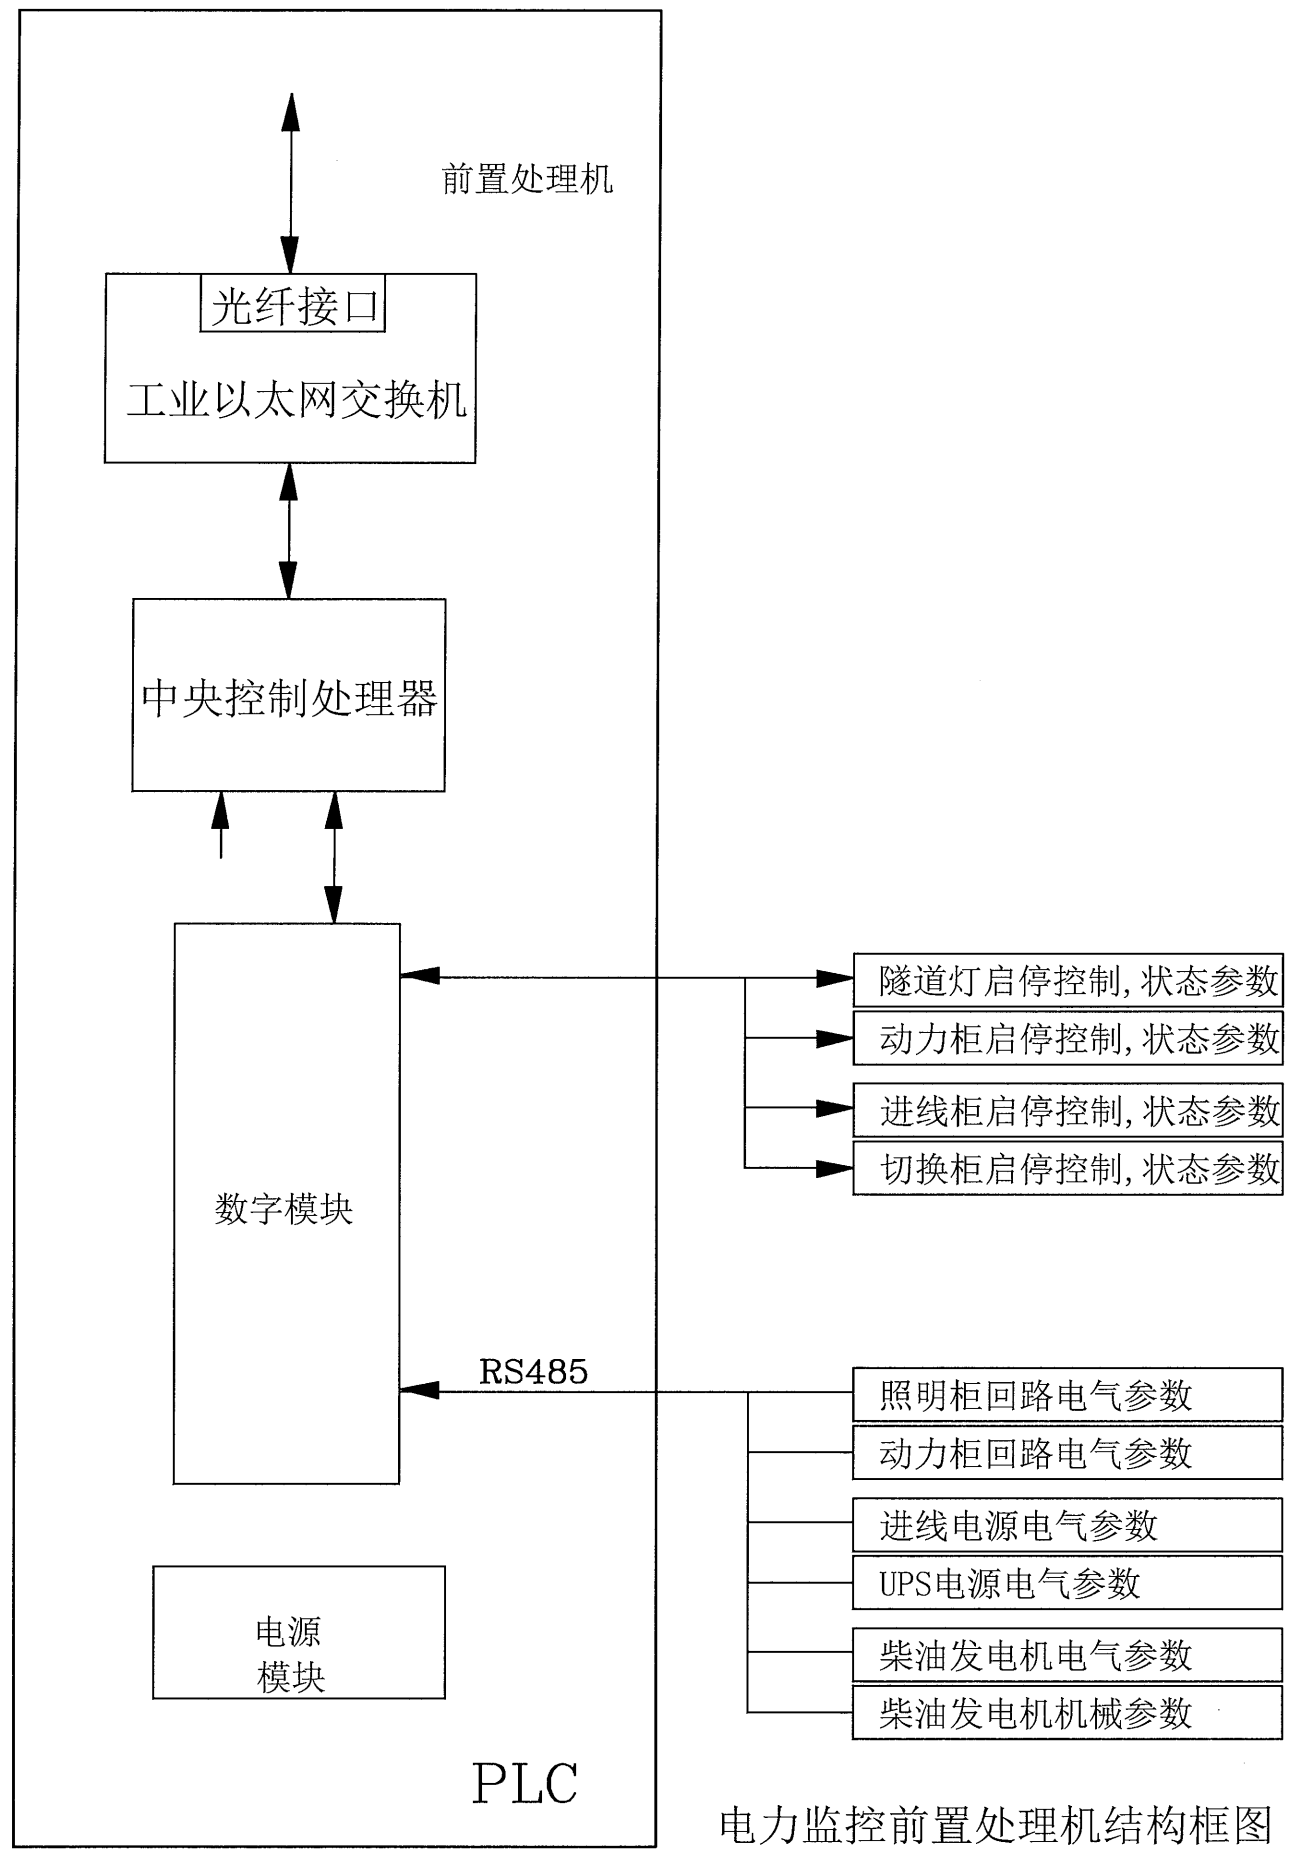 前置处理机
光纤接口
工业以太网交换机
中央控制处理器
数字模块
隧道灯启停控制,状态参数
动力柜启停控制,状态参数
进线柜启停控制,状态参数
切换柜启停控制,状态参数
RS485
照明柜回路电气参数
动力柜回路电气参数
进线电源电气参数
UPS电源电气参数
柴油发电机电气参数
柴油发电机机械参数
电源
模块
PLC
电力监控前置处理机结构框图